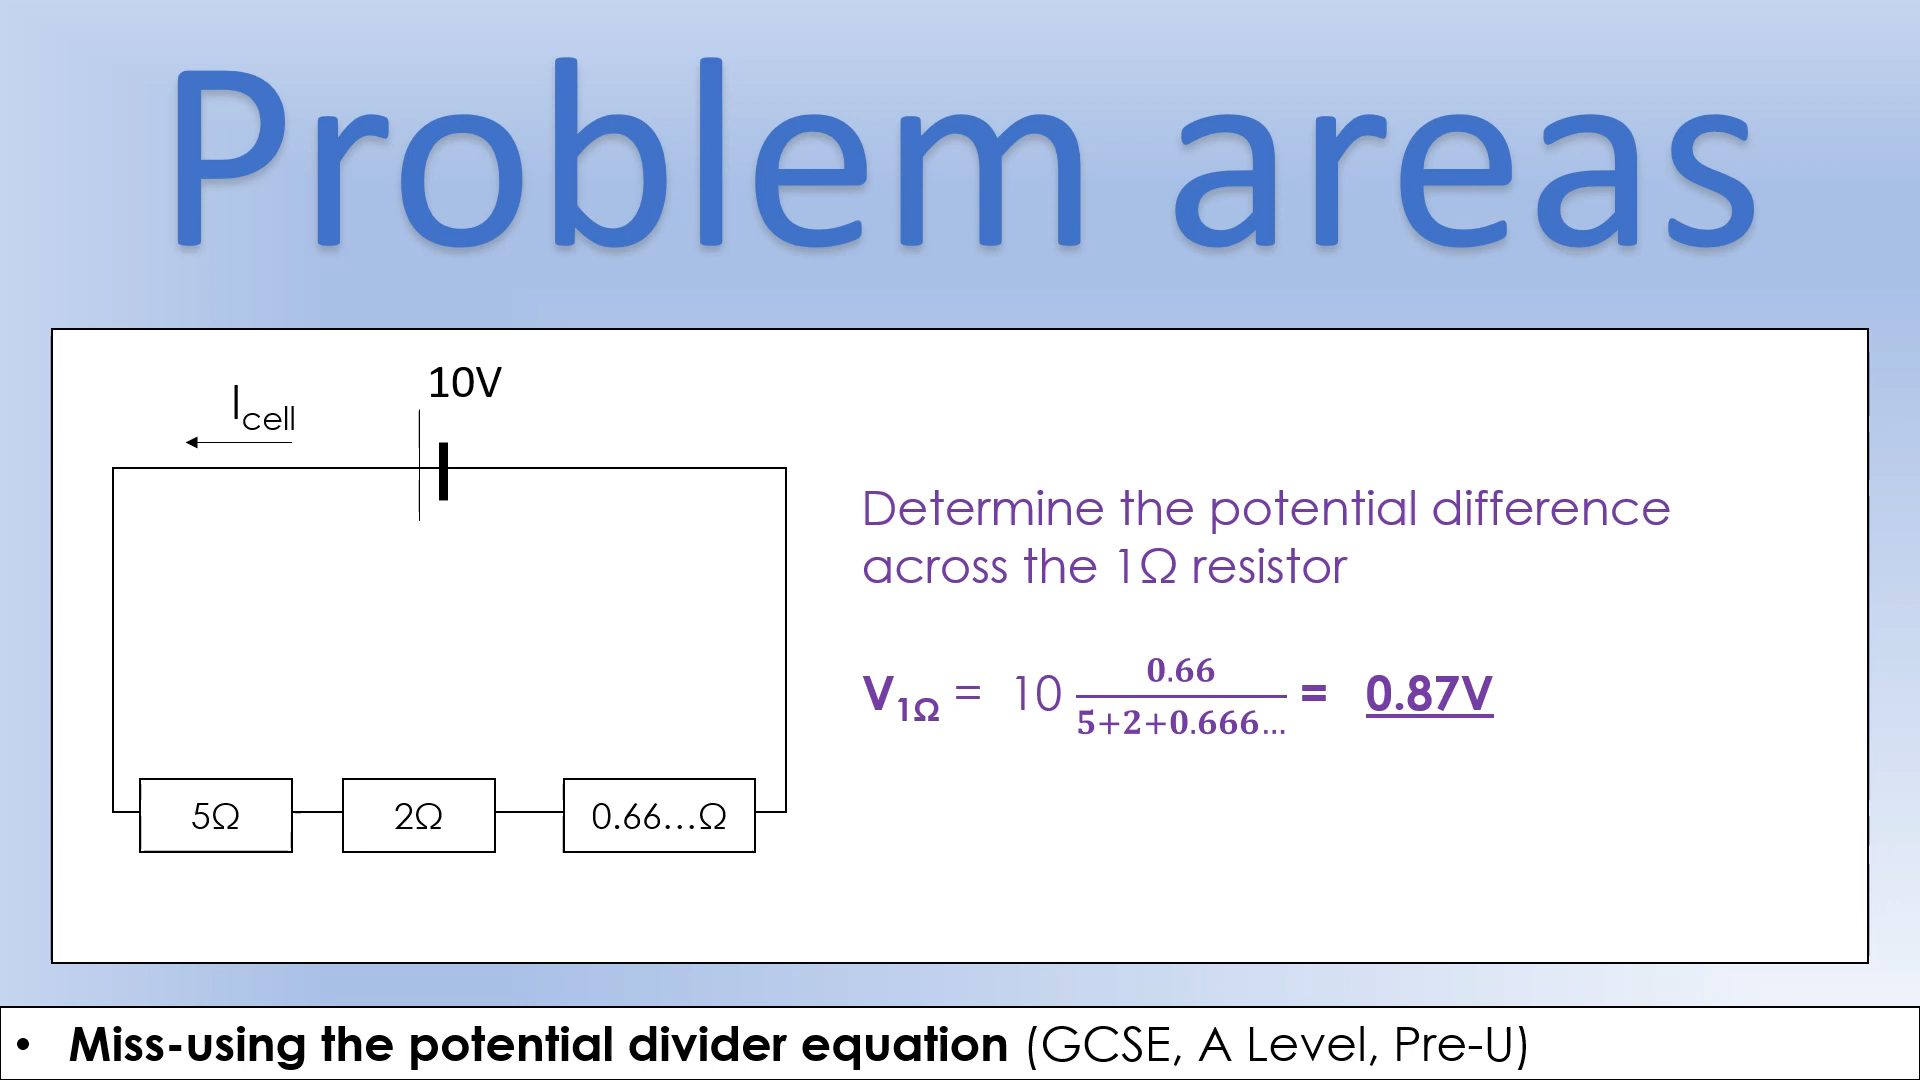 Problem areas
10V
Icell
Determine the potential difference
across the 1Ω resistor
V1Ω = 10 0.66/5+2+0.666... = 0.87V
5Ω 2Ω 0.66...Ω
• Miss-using the potential divider equation (GCSE, A Level, Pre-U)